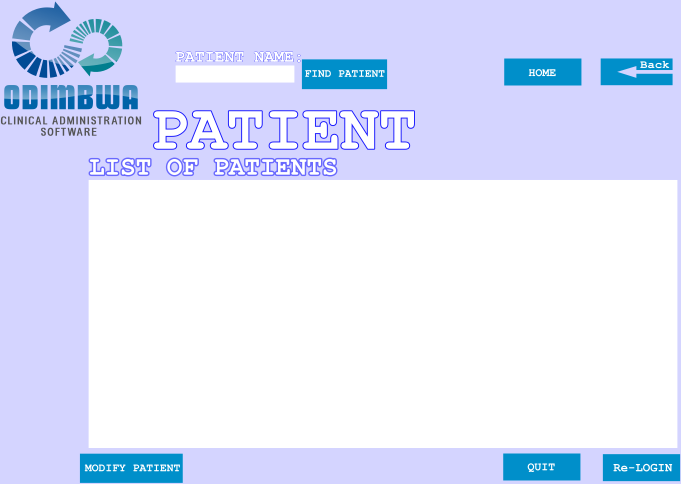 PATIENT NAME:
FIND PATIENT
HOME
Back
ODIMBWA
CLINICAL ADMINISTRATION
SOFTWARE
PATIENT
LIST OF PATIENTS
MODIFY PATIENT
QUIT
Re-LOGIN